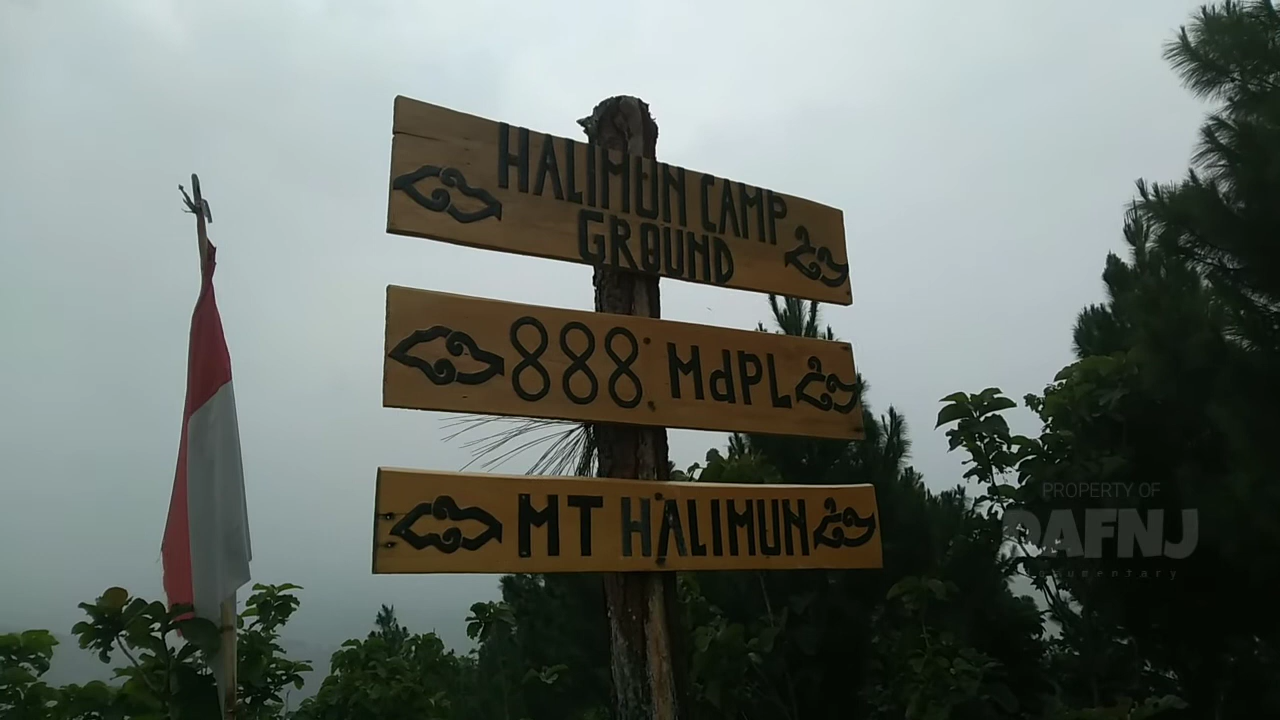 HALIMUN CAMP
GROUND
888 MdPL
MT HALIMUN
PROPERTY OF
DAFNJ